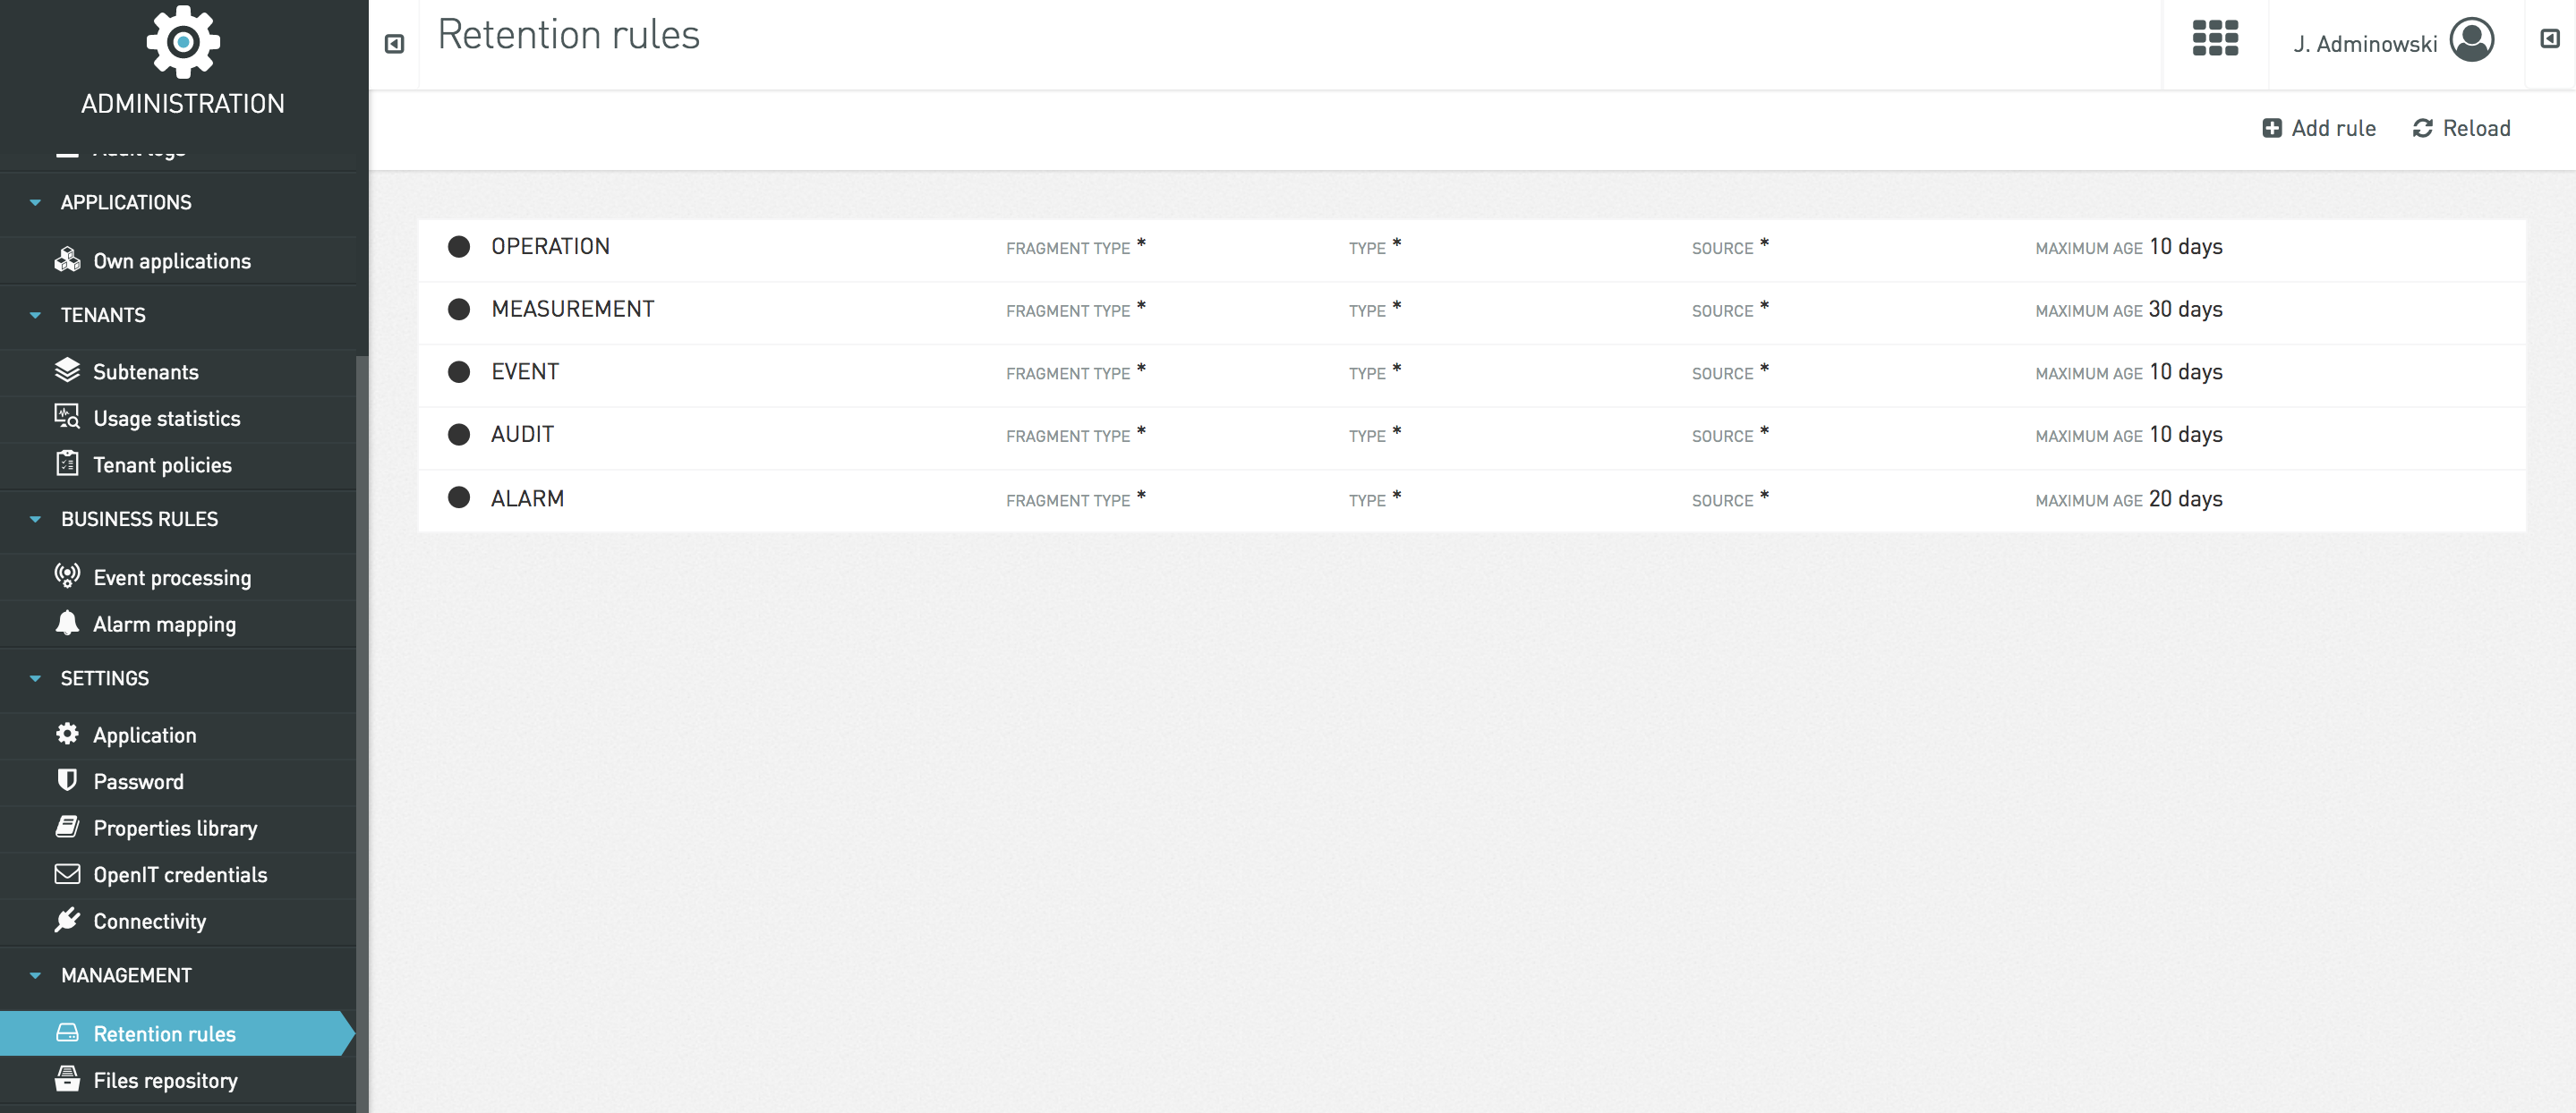 ADMINISTRATION
Audit logs
APPLICATIONS
Own applications
TENANTS
Subtenants
Usage statistics
Tenant policies
BUSINESS RULES
Event processing
Alarm mapping
SETTINGS
Application
Password
Properties library
OpenIT credentials
Connectivity
MANAGEMENT
Retention rules
Files repository
Retention rules
J. Adminowski
Add rule Reload
OPERATION FRAGMENT TYPE * TYPE * SOURCE * MAXIMUM AGE 10 days
MEASUREMENT FRAGMENT TYPE * TYPE * SOURCE * MAXIMUM AGE 30 days
EVENT FRAGMENT TYPE * TYPE * SOURCE * MAXIMUM AGE 10 days
AUDIT FRAGMENT TYPE * TYPE * SOURCE * MAXIMUM AGE 10 days
ALARM FRAGMENT TYPE * TYPE * SOURCE * MAXIMUM AGE 20 days